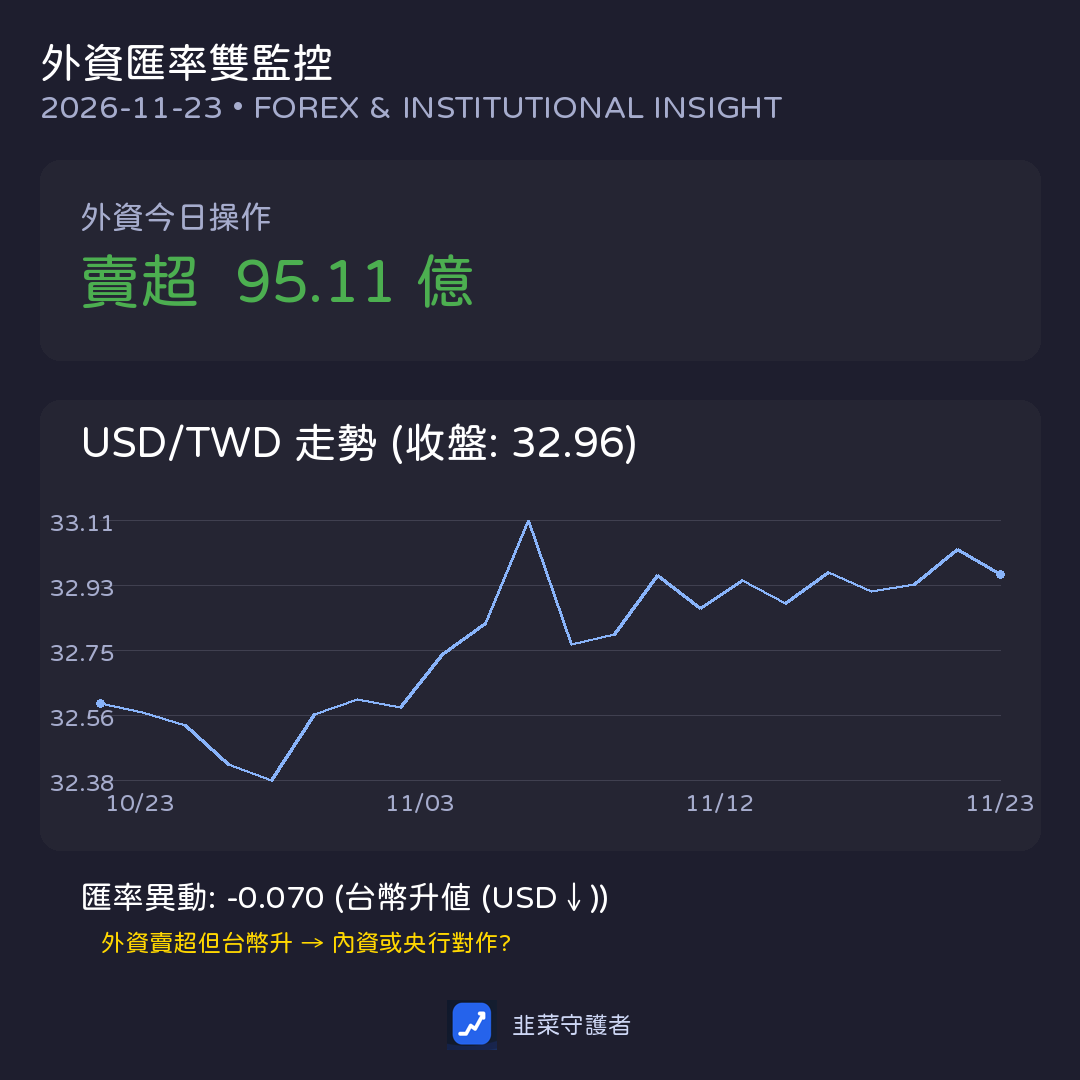 外資匯率雙監控
2026-11-23 • FOREX & INSTITUTIONAL INSIGHT
外資今日操作
賣超 95.11 億
USD/TWD 走勢 (收盤: 32.96)
33.11
32.93
32.75
32.56
32.38
10/23 11/03 11/12 11/23
匯率異動: -0.070 (台幣升值 (USD↓))
外資賣超但台幣升 → 內資或央行對作?
韭菜守護者